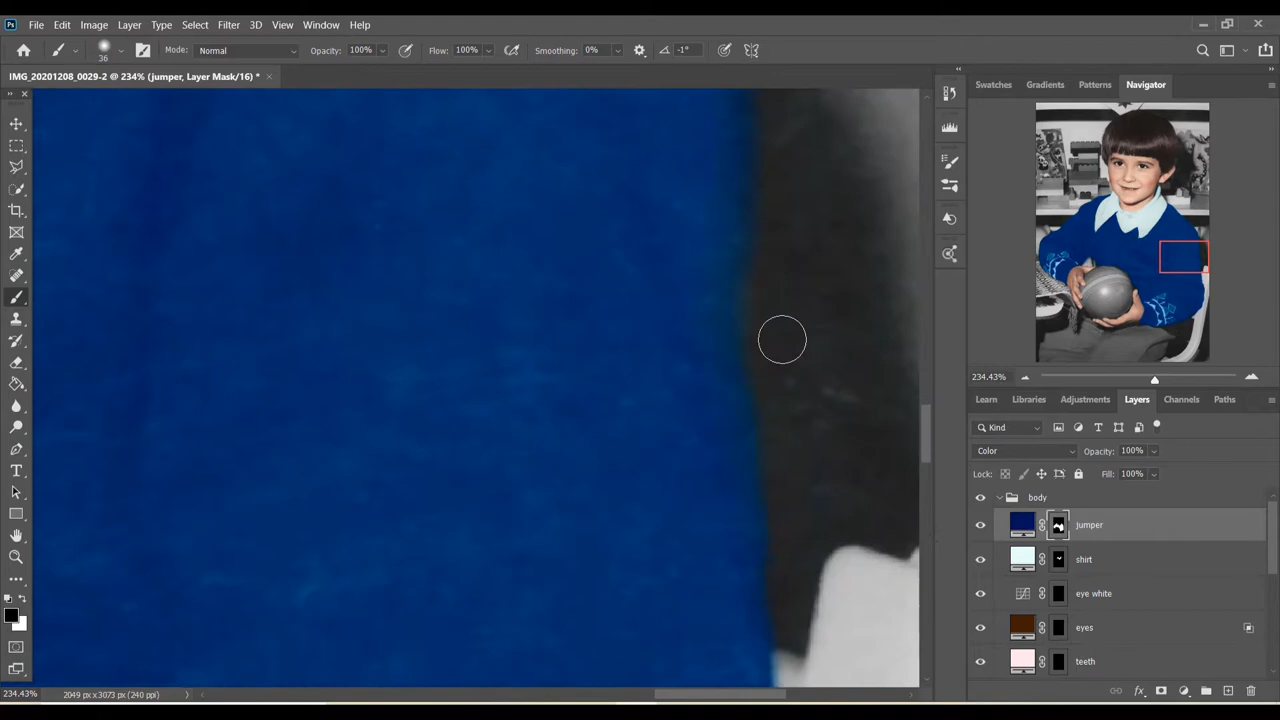 Ps File Edit Image Layer Type Select Filter 3D View Window Help
36 Mode: Normal Opacity: 100% Flow: 100% Smoothing: 0% -1°
IMG_20201208_0029-2 @ 234% (jumper, Layer Mask/16) *
Swatches Gradients Patterns Navigator
234.43%
Learn Libraries Adjustments Layers Channels Paths
Kind
Color Opacity: 100%
Lock: Fill: 100%
body
jumper
shirt
eye white
eyes
teeth
234.43% 2049 px x 3073 px (240 ppi)